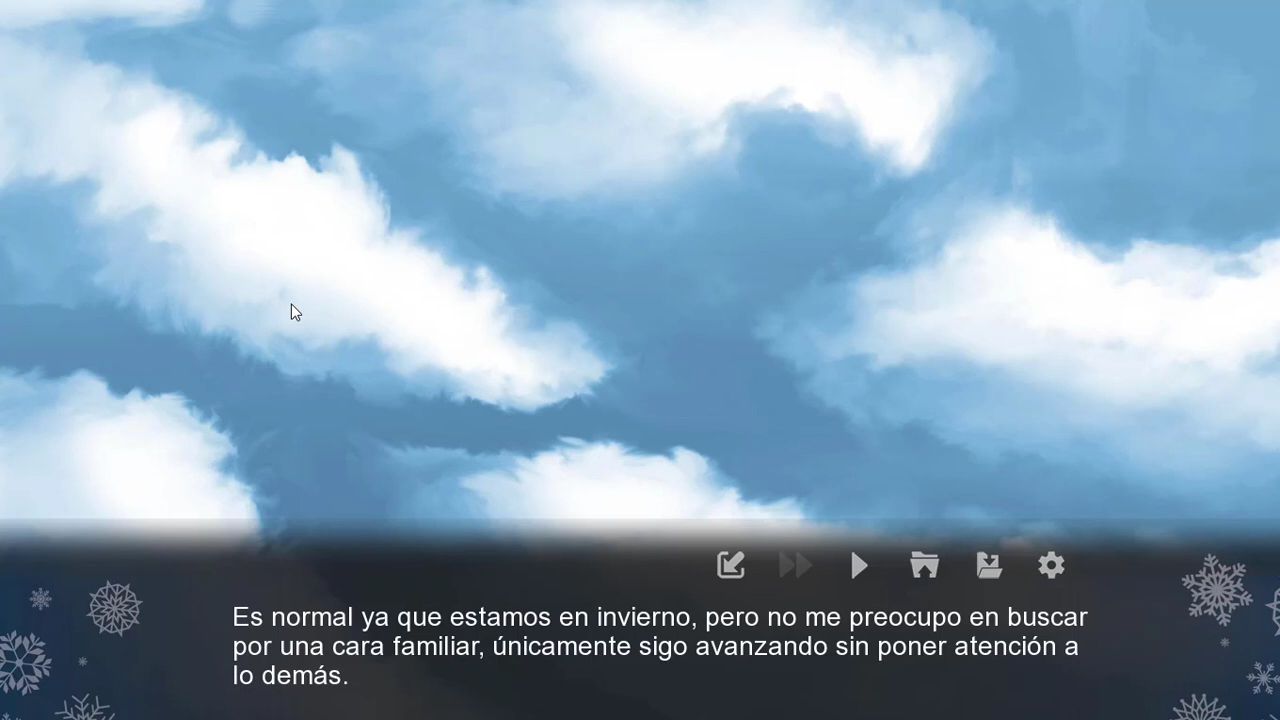 Es normal ya que estamos en invierno, pero no me preocupo en buscar
por una cara familiar, únicamente sigo avanzando sin poner atención a
lo demás.